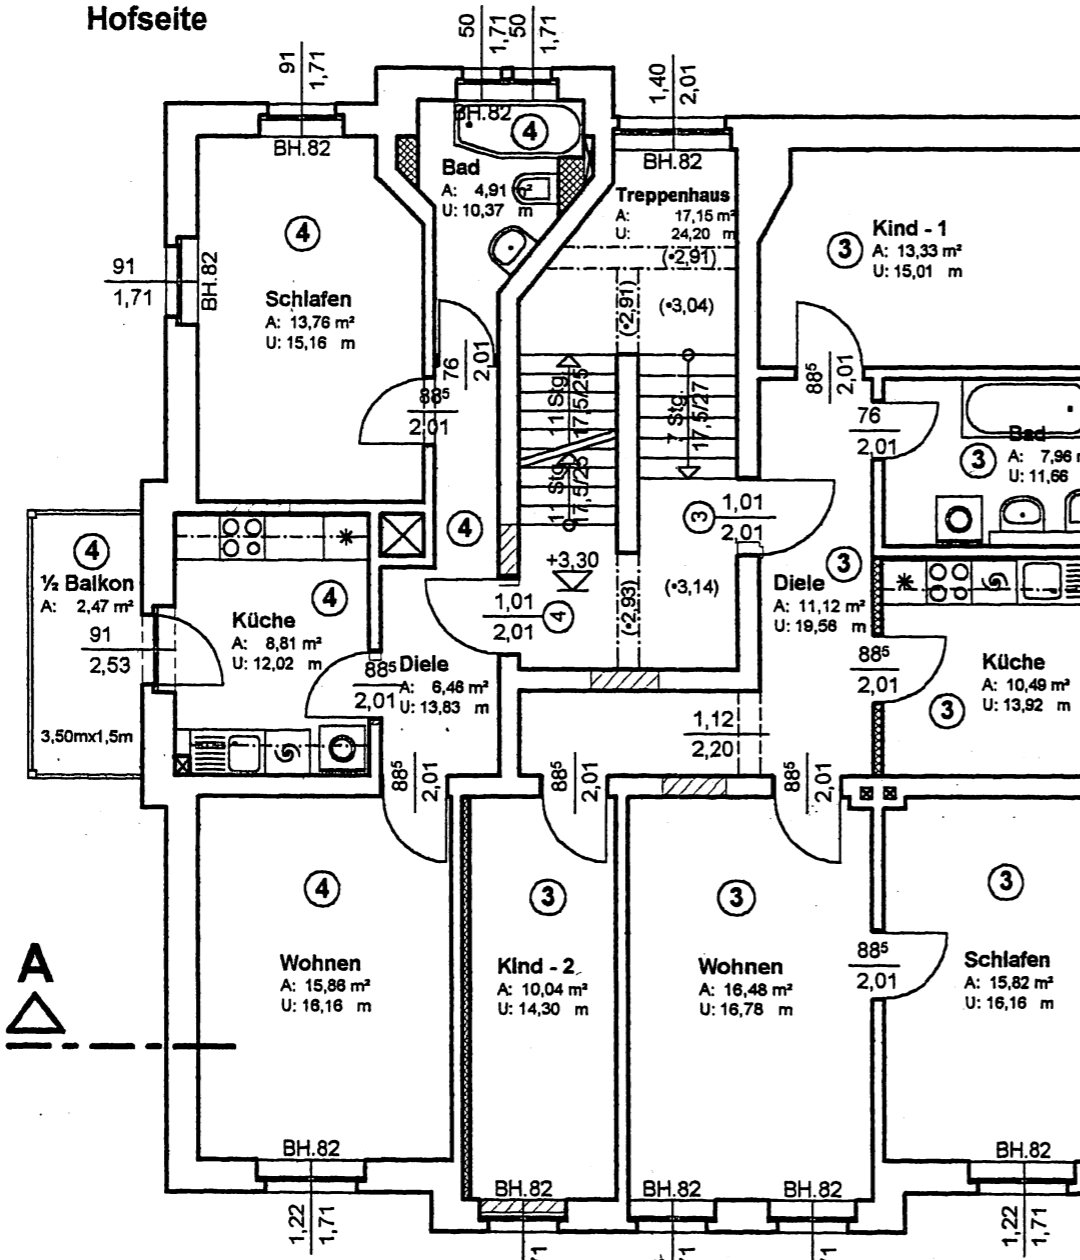 Hofseite
91
1,71
50
1,71
50
1,71
1,40
2,01
BH.82
BH.82
BH.82
4
Bad
A: 4,91 m²
U: 10,37 m
Treppenhaus
A: 17,15 m²
U: 24,20 m
(•2,91)
(•2,91)
(•3,04)
3
Kind - 1
A: 13,33 m²
U: 15,01 m
4
91
1,71
BH.82
Schlafen
A: 13,76 m²
U: 15,16 m
76
2,01
88⁵
2,01
11 Stg.
17,5/25
7 Stg.
17,5/27
88⁵
2,01
76
2,01
3
Bad
A: 7,96
U: 11,66
11 Stg.
17,5/25
3
1,01
2,01
4
4
½ Balkon
A: 2,47 m²
91
2,53
3,50mx1,5m
4
Küche
A: 8,81 m²
U: 12,02 m
+3,30
1,01
2,01
4
(•2,93)
(•3,14)
3
Diele
A: 11,12 m²
U: 19,56 m
88⁵
2,01
Diele
A: 6,46 m²
U: 13,83 m
88⁵
2,01
Küche
A: 10,49 m²
U: 13,92 m
3
1,12
2,20
88⁵
2,01
88⁵
2,01
88⁵
2,01
4
Wohnen
A: 15,86 m²
U: 16,16 m
3
Kind - 2
A: 10,04 m²
U: 14,30 m
3
Wohnen
A: 16,48 m²
U: 16,78 m
88⁵
2,01
3
Schlafen
A: 15,82 m²
U: 16,16 m
A
BH.82
1,22
1,71
BH.82
BH.82
BH.82
BH.82
1,22
1,71